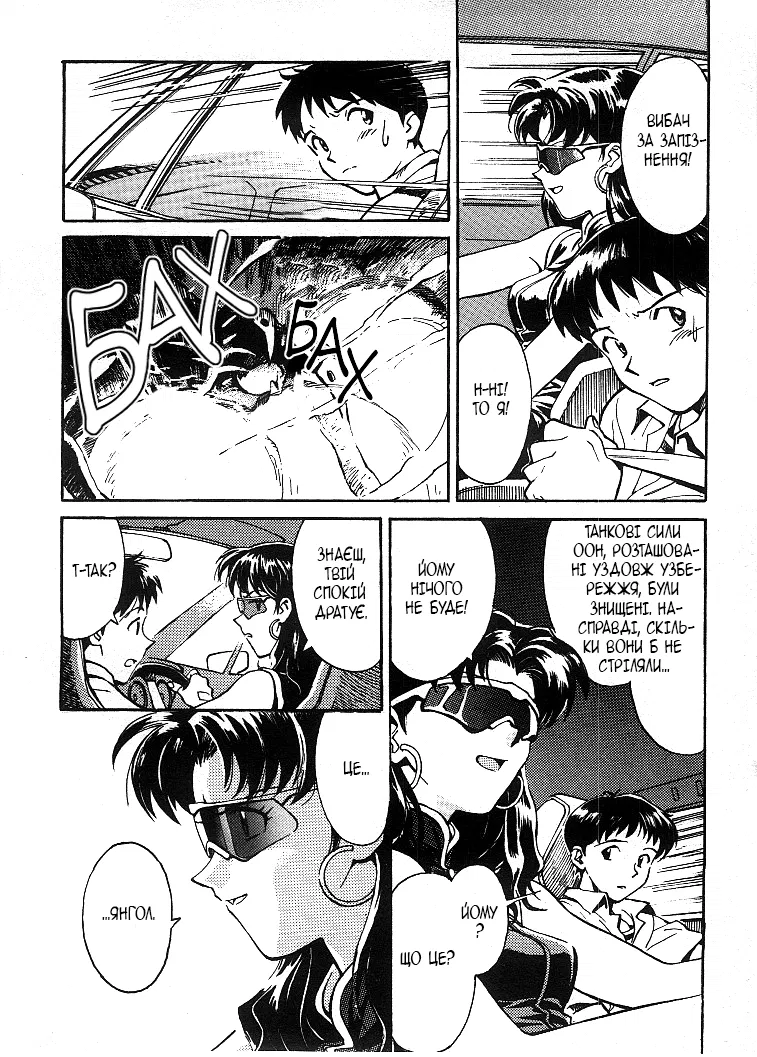 ВИБАЧ
ЗА ЗАПІЗ-
НЕННЯ!
Н-НІ!
ТО Я!
БАХ
БАХ
ТАНКОВІ СИЛИ
ООН, РОЗТАШОВА-
НІ УЗДОВЖ УЗБЕ-
РЕЖЖЯ, БУЛИ
ЗНИЩЕНІ. НА-
СПРАВДІ, СКІЛЬ-
КИ ВОНИ Б НЕ
СТРІЛЯЛИ...
ЙОМУ
НІЧОГО
НЕ БУДЕ!
ЙОМУ
?
ЩО ЦЕ?
ЗНАЄШ,
ТВІЙ
СПОКІЙ
ДРАТУЄ.
Т-ТАК?
ЦЕ...
...ЯНГОЛ.